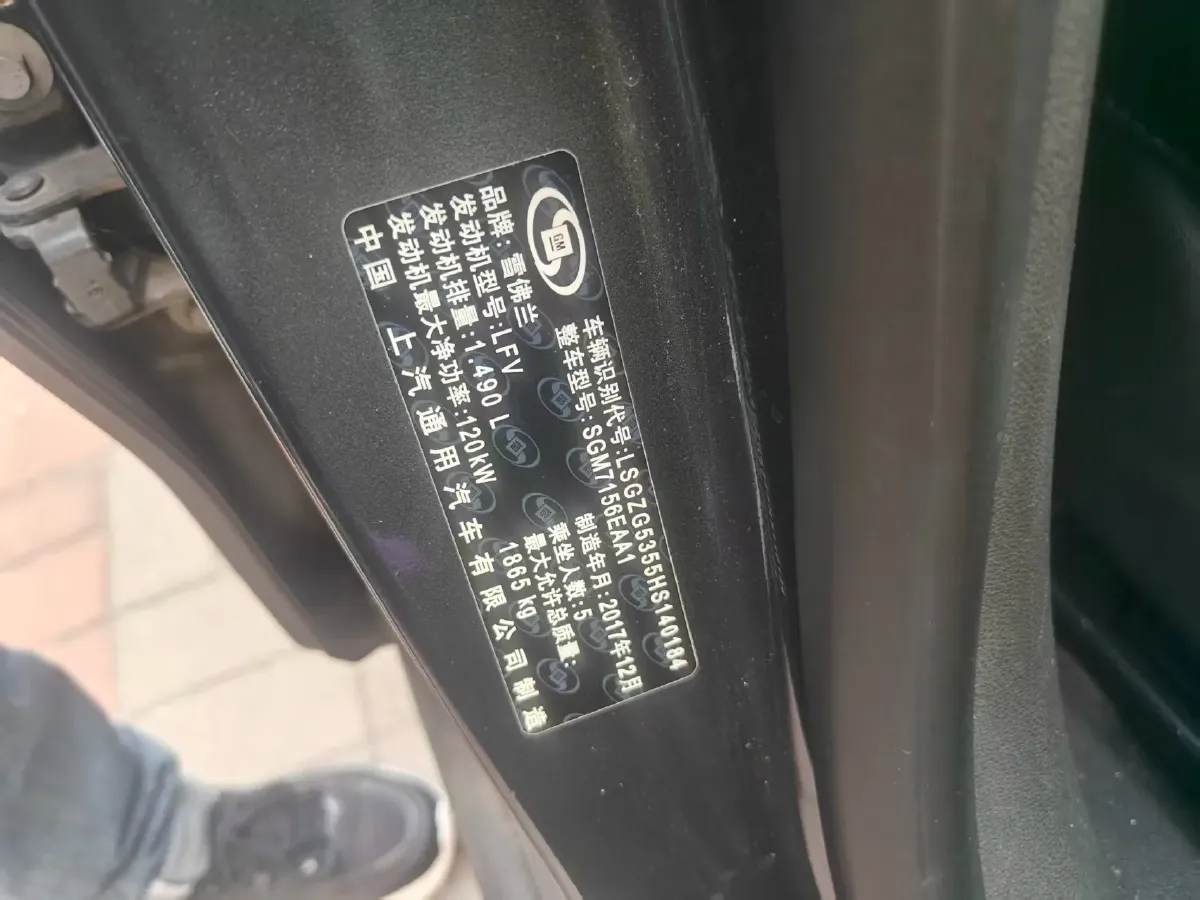 GM
车辆识别代号:LSGZG5355HS140184
整车型号:SGM7156EAA1
品牌:雪佛兰
制造年月:2017年12月
发动机型号:LFV
乘坐人数:5
发动机排量:1.490 L
最大允许总质量:
发动机最大净功率:120kW
1865 kg
中国 上汽通用汽车有限公司制造